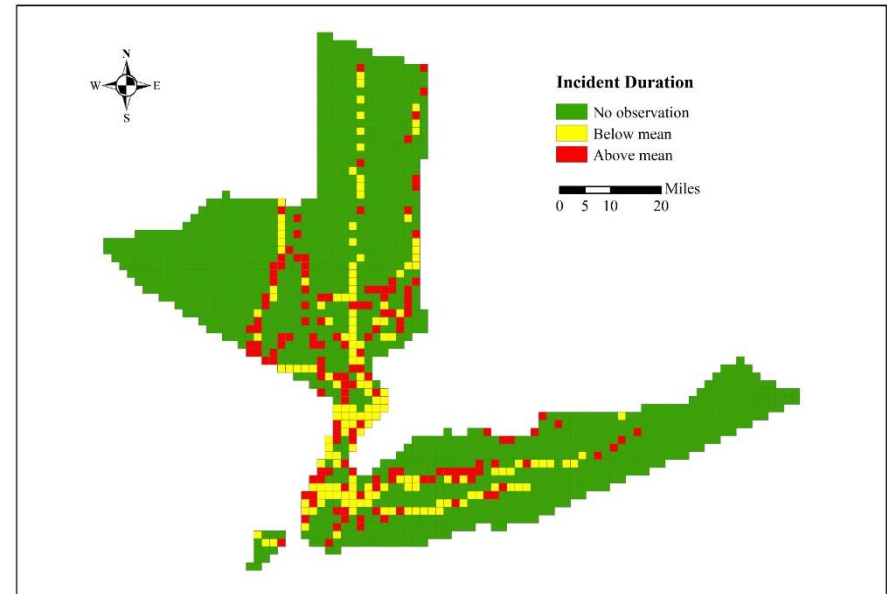 N
W E
S
Incident Duration
No observation
Below mean
Above mean
Miles
0 5 10 20